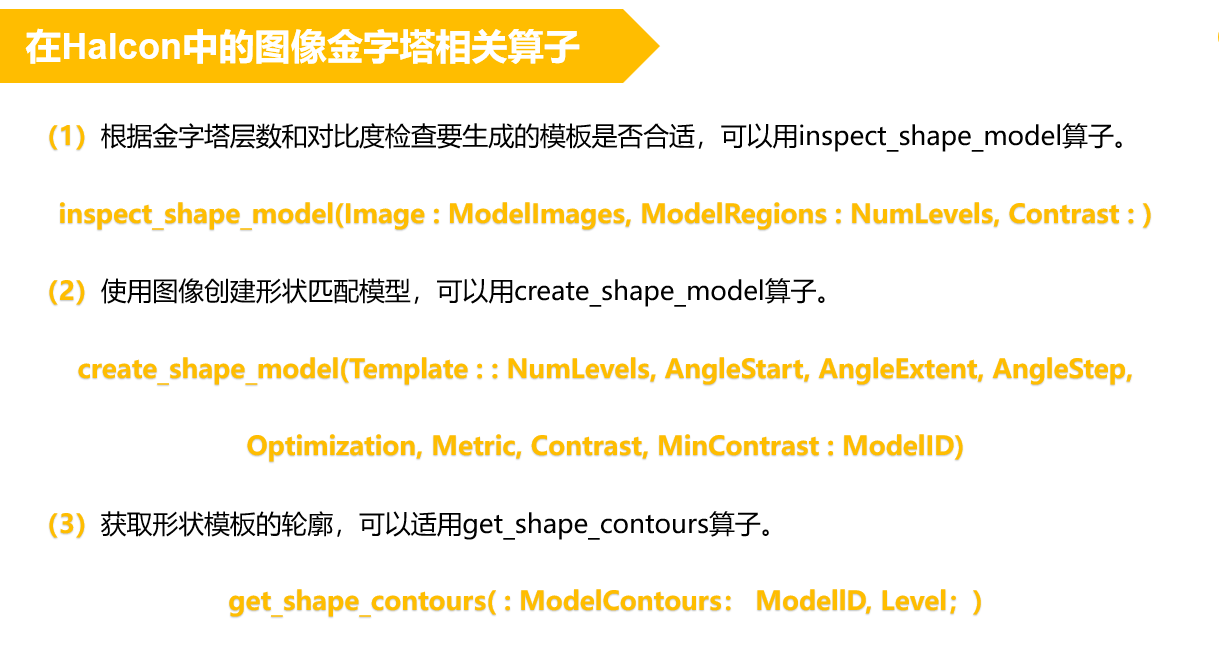 在Halcon中的图像金字塔相关算子
(1) 根据金字塔层数和对比度检查要生成的模板是否合适，可以用inspect_shape_model算子。
inspect_shape_model(Image : ModelImages, ModelRegions : NumLevels, Contrast : )
(2) 使用图像创建形状匹配模型，可以用create_shape_model算子。
create_shape_model(Template : : NumLevels, AngleStart, AngleExtent, AngleStep,
Optimization, Metric, Contrast, MinContrast : ModelID)
(3) 获取形状模板的轮廓，可以适用get_shape_contours算子。
get_shape_contours( : ModelContours： ModelID, Level；)